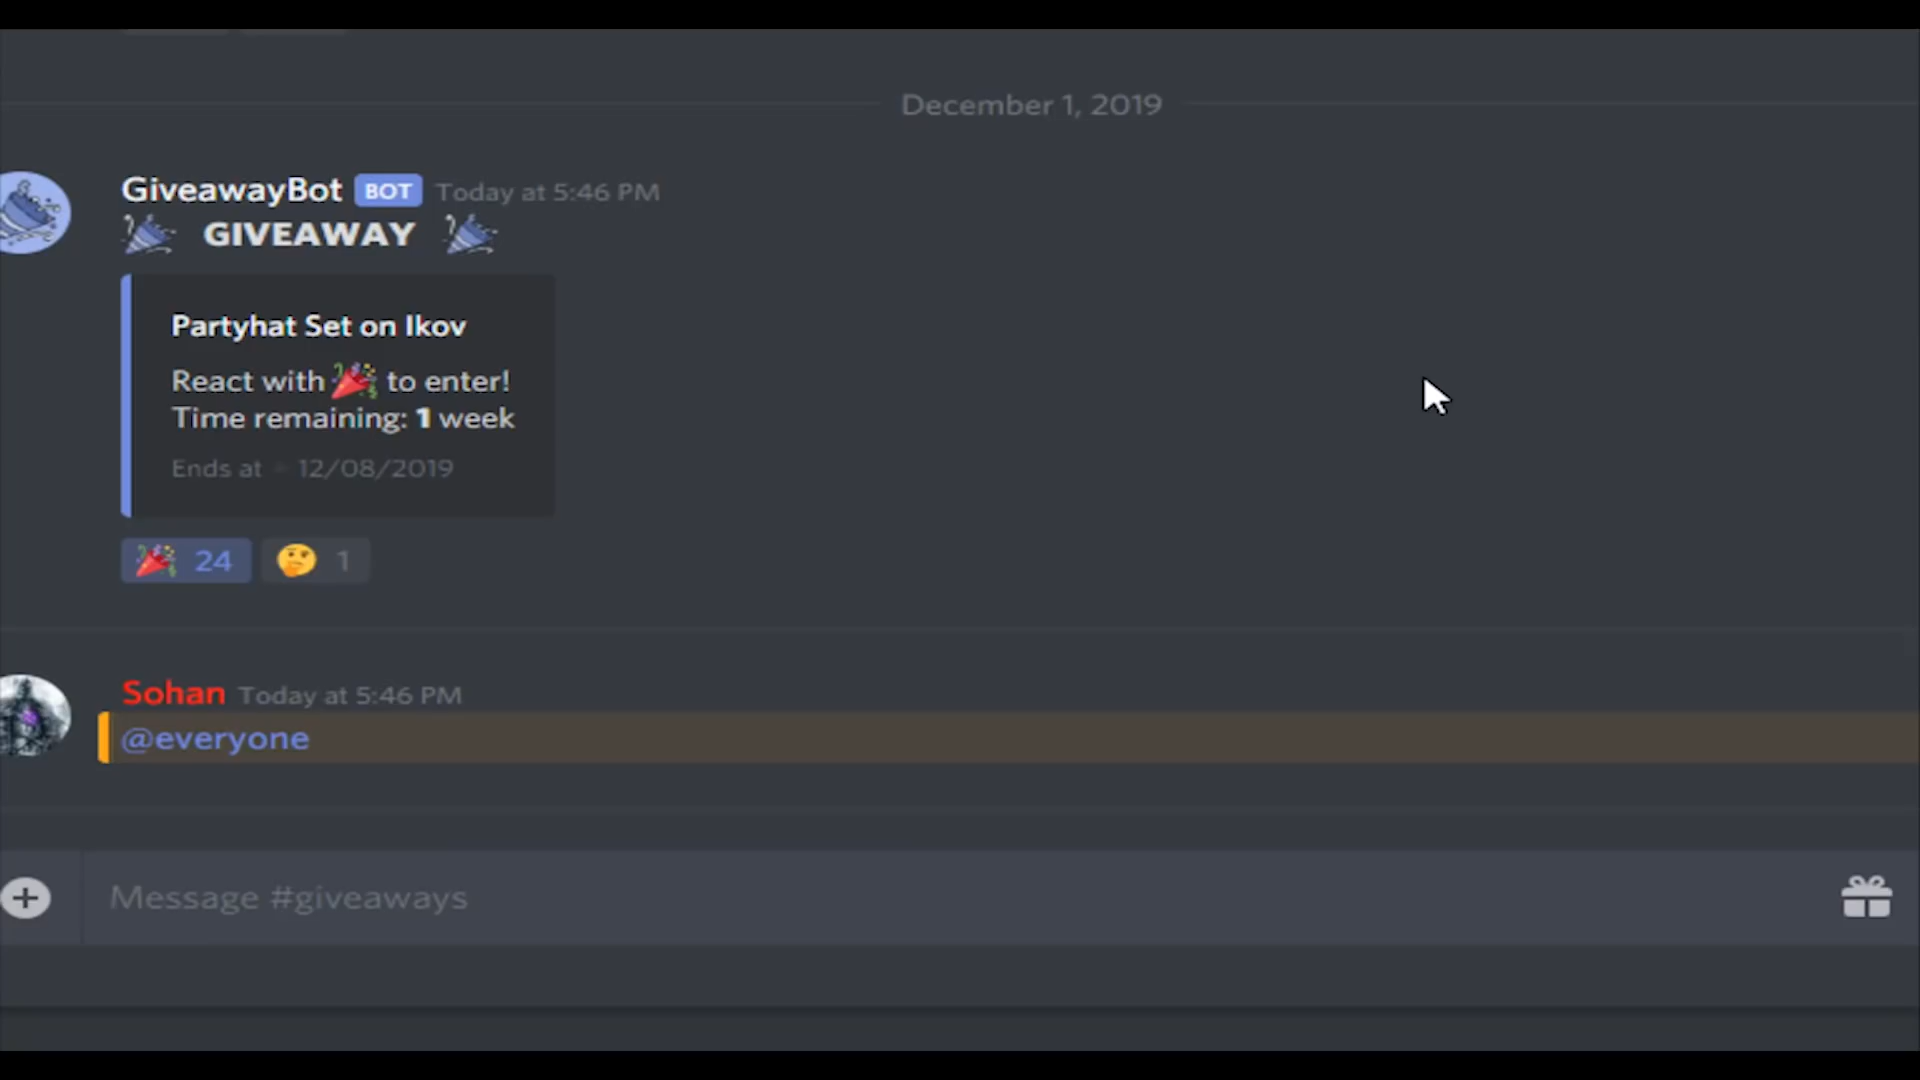 December 1, 2019
GiveawayBot BOT Today at 5:46 PM
GIVEAWAY
Partyhat Set on Ikov
React with 🎉 to enter!
Time remaining: 1 week
Ends at • 12/08/2019
🎉 24 🤔 1
Sohan Today at 5:46 PM
@everyone
Message #giveaways